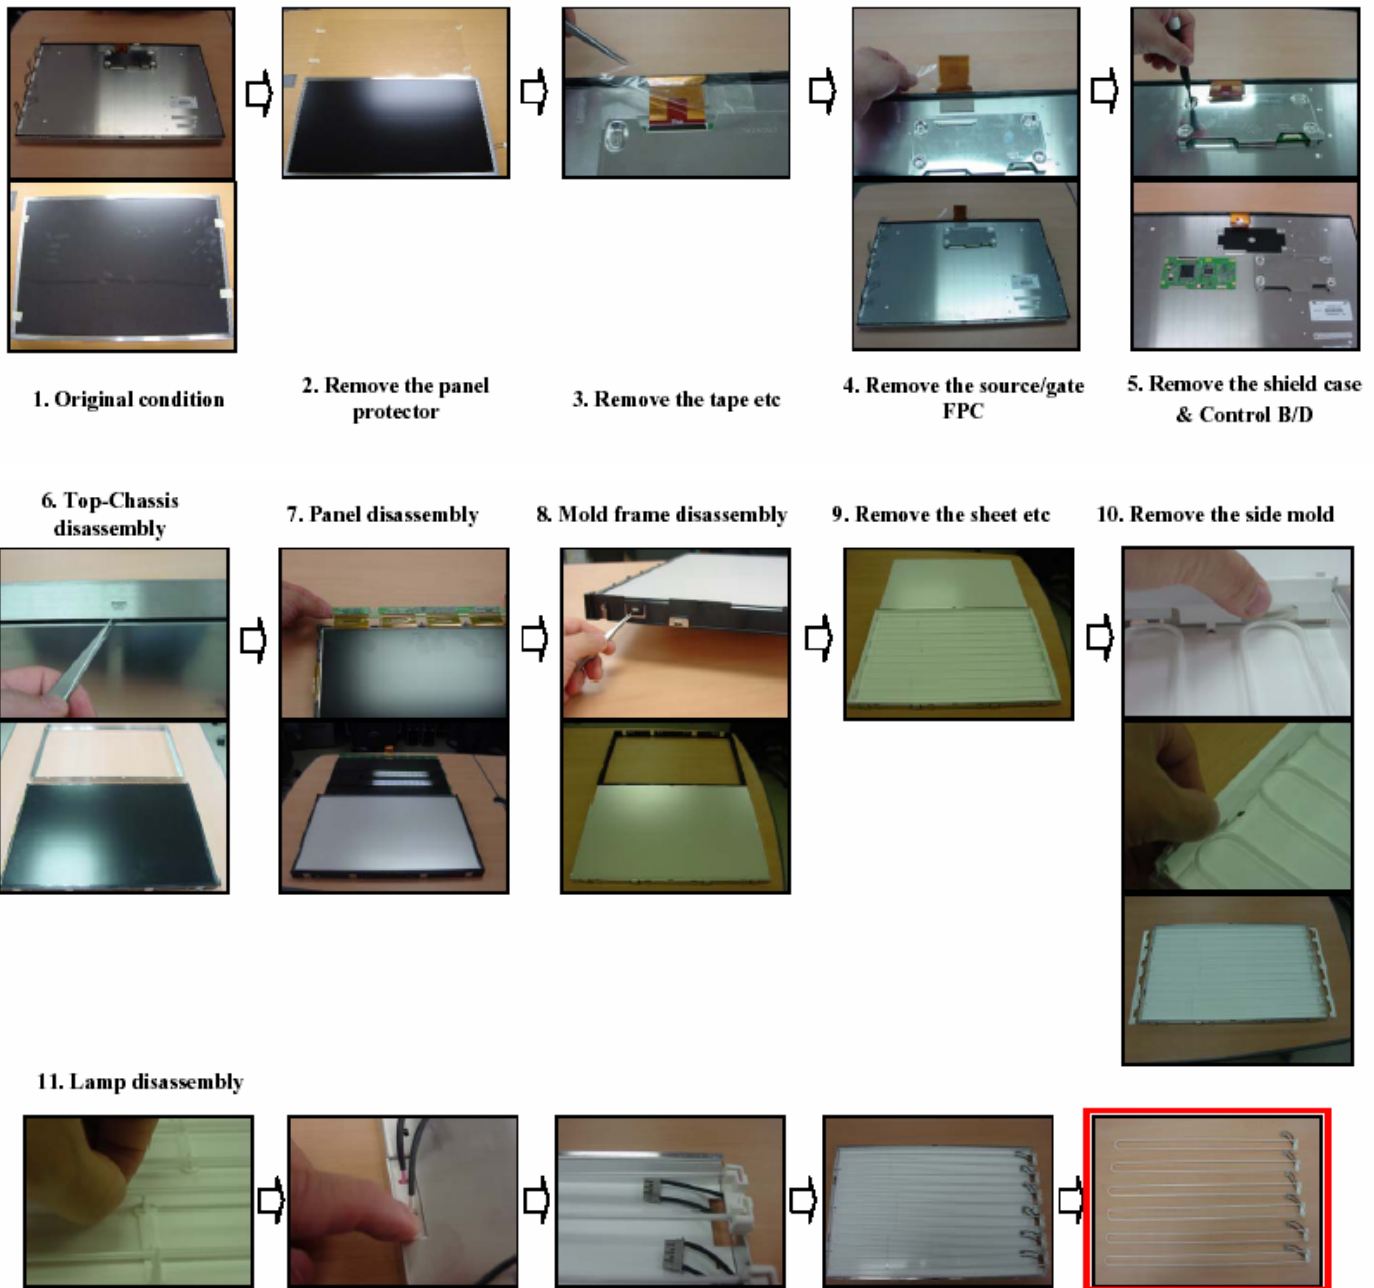 1. Original condition
2. Remove the panel
protector
3. Remove the tape etc
4. Remove the source/gate
FPC
5. Remove the shield case
& Control B/D
6. Top-Chassis
disassembly
7. Panel disassembly
8. Mold frame disassembly
9. Remove the sheet etc
10. Remove the side mold
11. Lamp disassembly